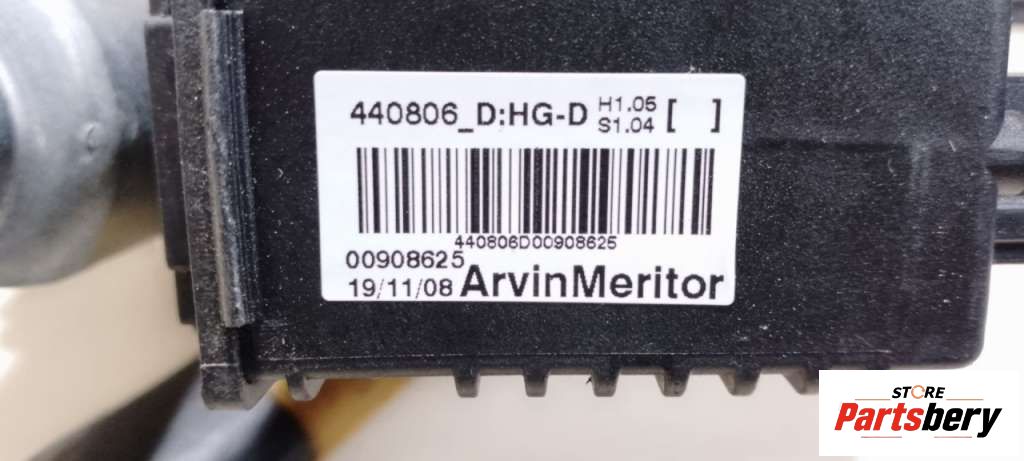 440806_D:HG-D H1.05 [ ]
S1.04
440806D00908625
00908625
19/11/08 ArvinMeritor
STORE
Partsbery